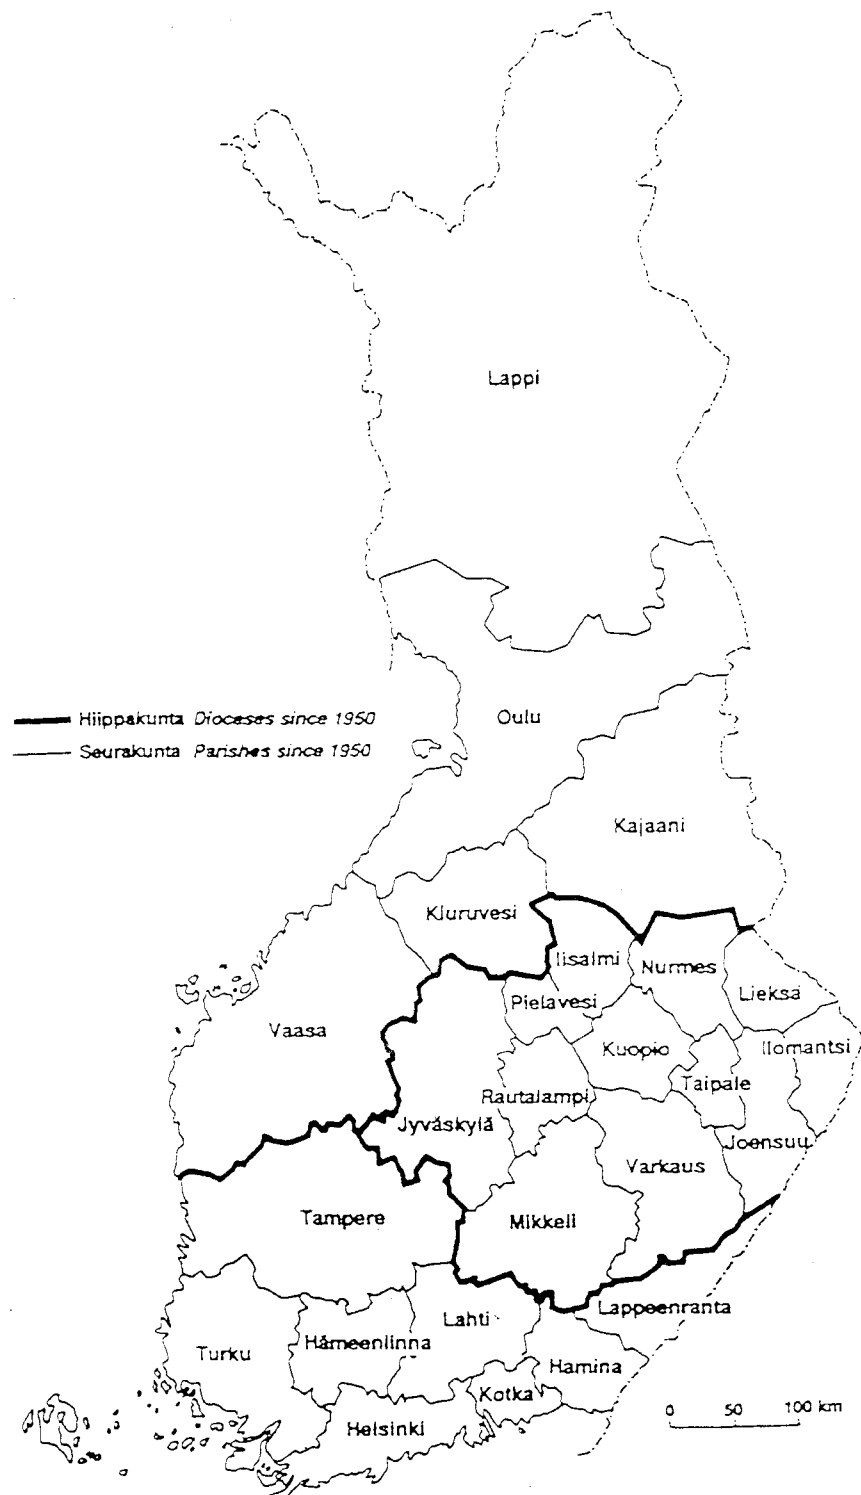 Lappi
Oulu
Hiippakunta Dioceses since 1950
Seurakunta Parishes since 1950
Kajaani
Kiuruvesi
Iisalmi
Nurmes
Pielavesi
Lieksa
Vaasa
Kuopio
Ilomantsi
Taipale
Rautalampi
Jyväskylä
Joensuu
Varkaus
Tampere
Mikkeli
Lappeenranta
Lahti
Hämeenlinna
Turku
Hamina
Kotka
Helsinki
0 50 100 km